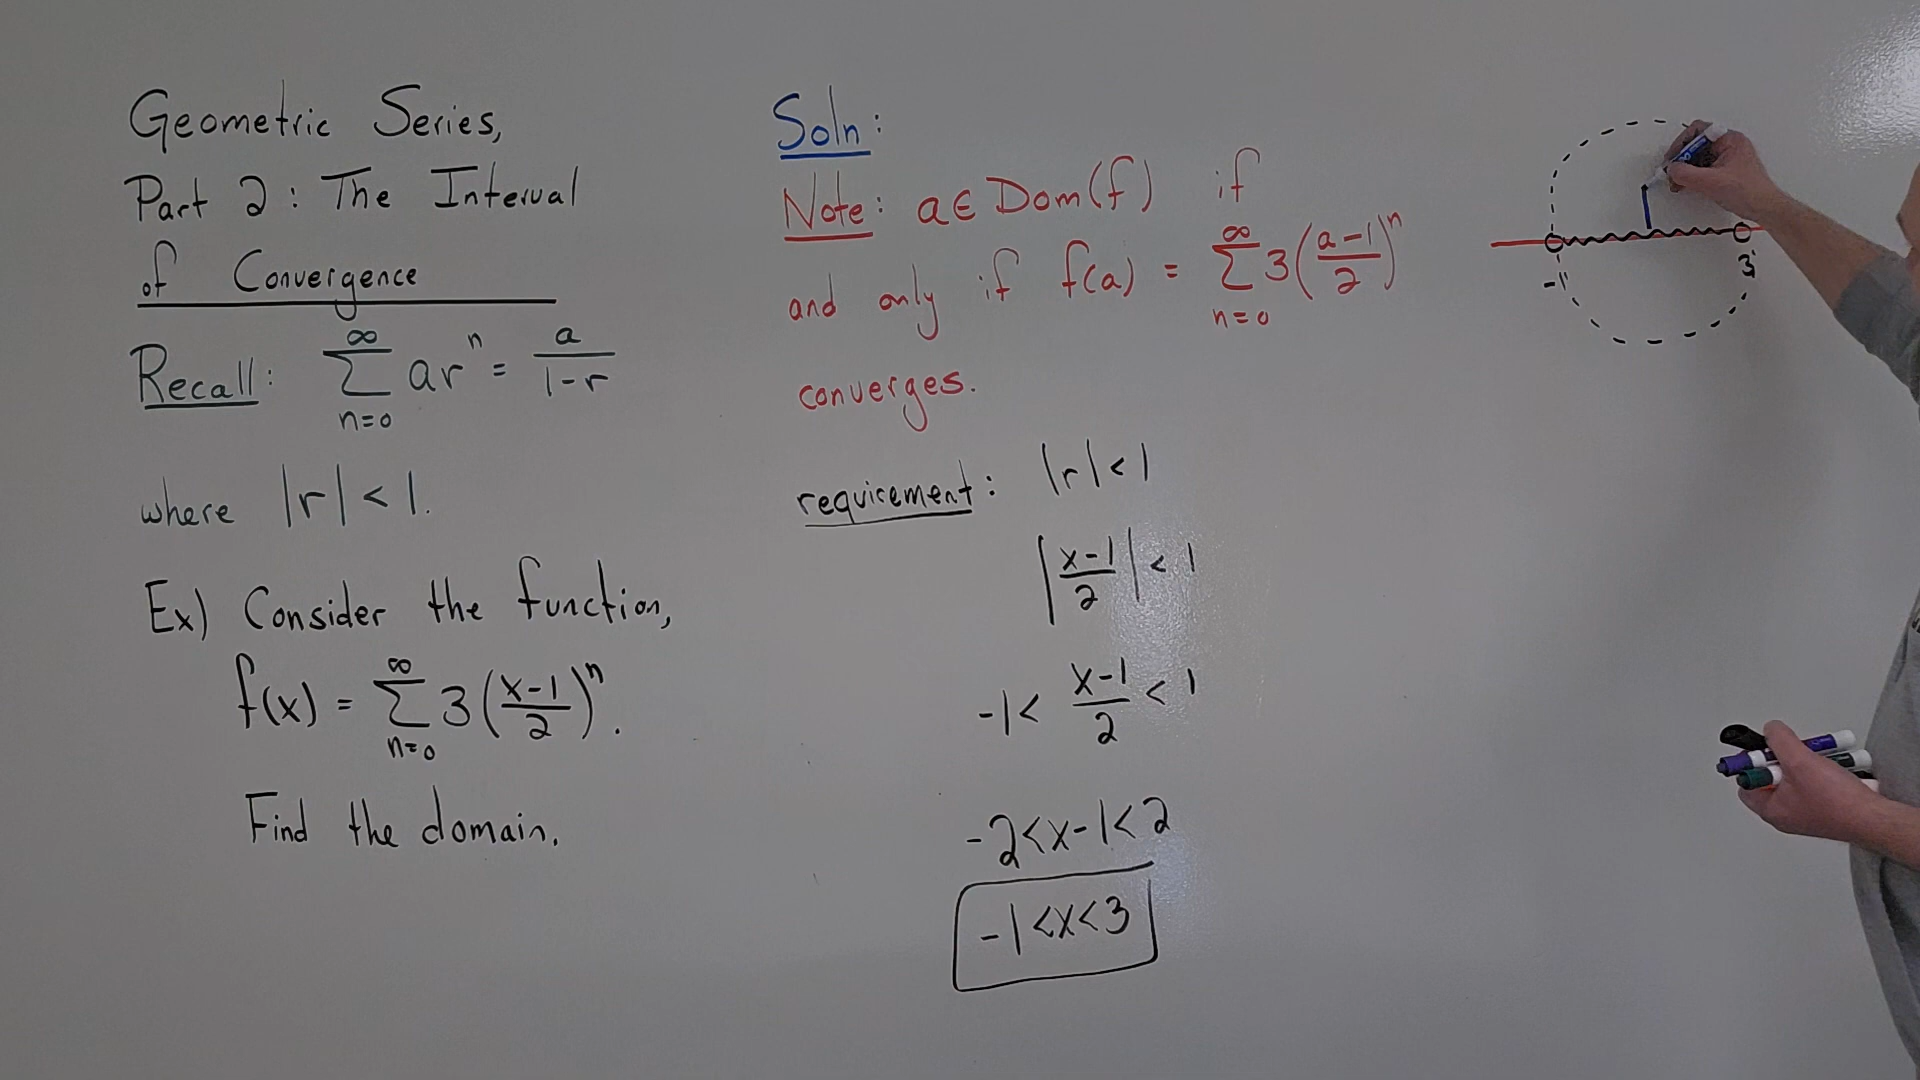 Geometric Series,
Part 2: The Interval
of Convergence
Recall: ∞∑n=0 arⁿ = a/(1-r)
where |r| < 1.
Ex) Consider the function,
f(x) = ∞∑n=0 3((x-1)/2)ⁿ.
Find the domain.
Soln:
Note: a∈Dom(f) if
and only if f(a) = ∞∑n=0 3((a-1)/2)ⁿ
converges.
requirement: |r| < 1
|(x-1)/2| < 1
-1 < (x-1)/2 < 1
-2<x-1<2
-1<x<3
-1 3